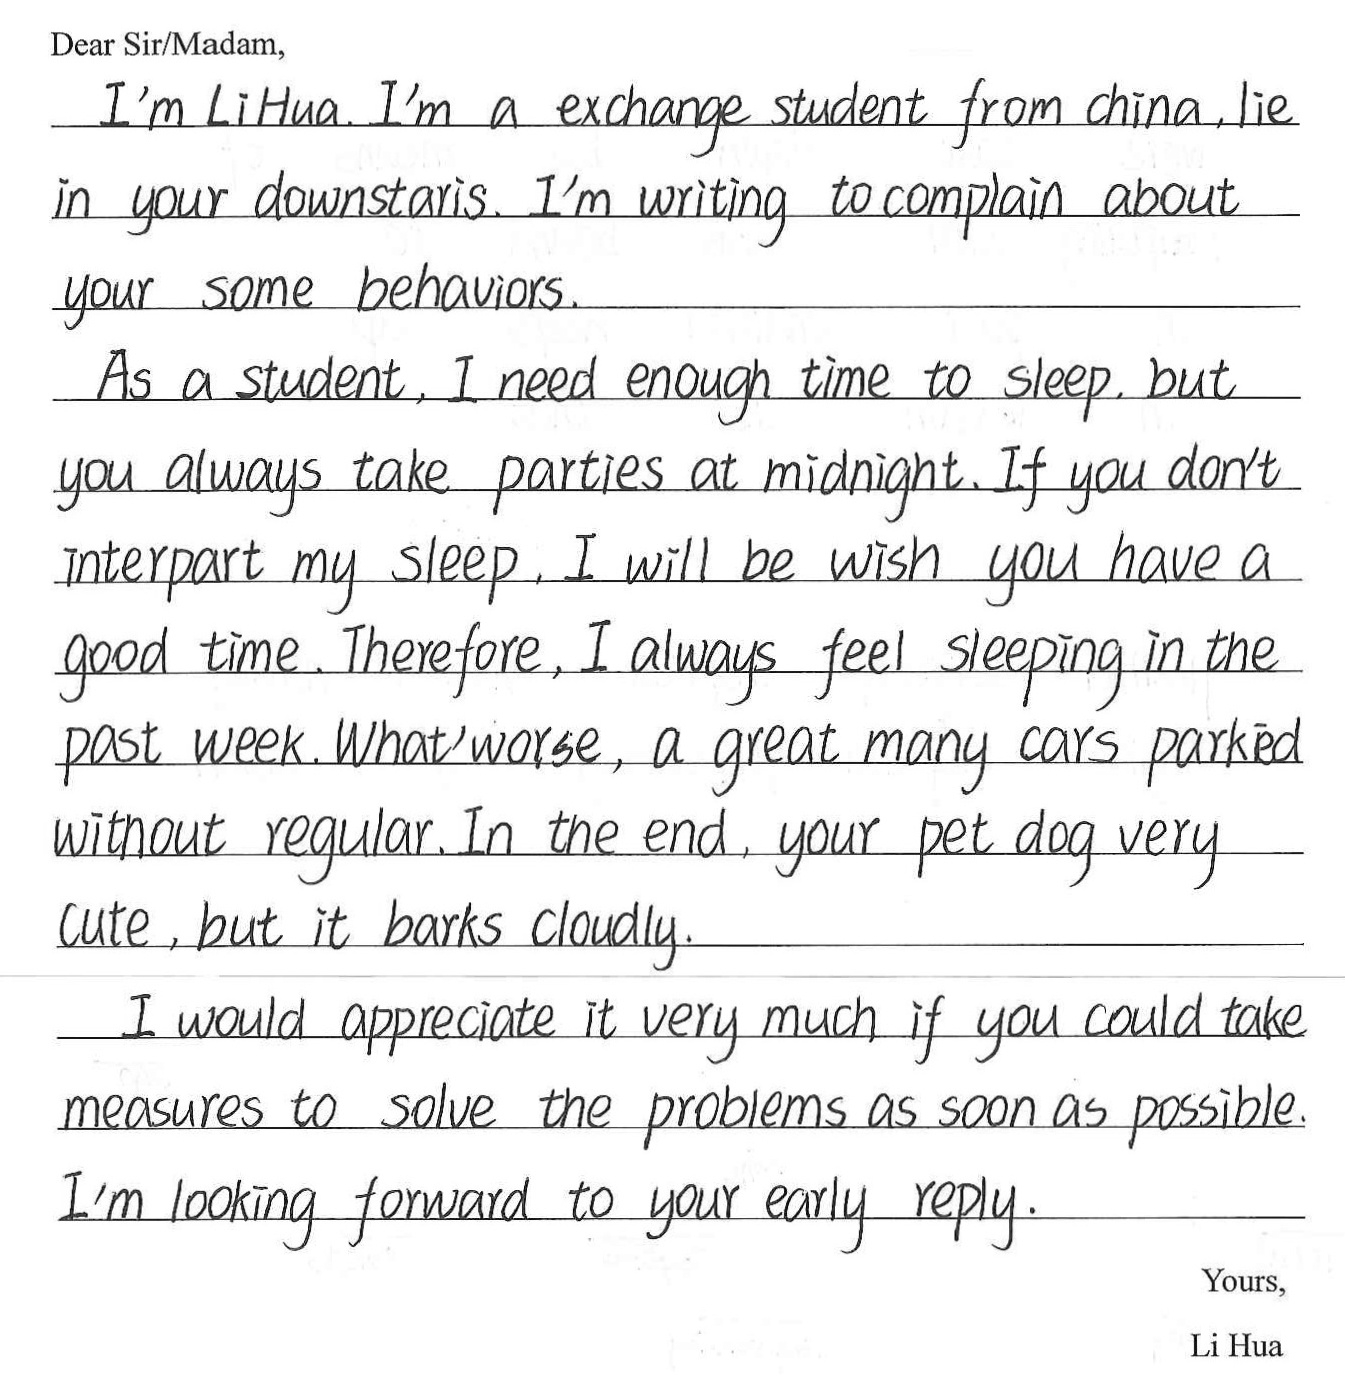 Dear Sir/Madam,
I'm Li Hua. I'm a exchange student from china, lie
in your downstaris. I'm writing to complain about
your some behaviors.
As a student, I need enough time to sleep. but
you always take parties at midnight. If you don't
interpart my sleep, I will be wish you have a
good time. Therefore, I always feel sleeping in the
past week. What'worse, a great many cars parked
without regular. In the end, your pet dog very
cute, but it barks cloudly.
I would appreciate it very much if you could take
measures to solve the problems as soon as possible.
I'm looking forward to your early reply.
Yours,
Li Hua